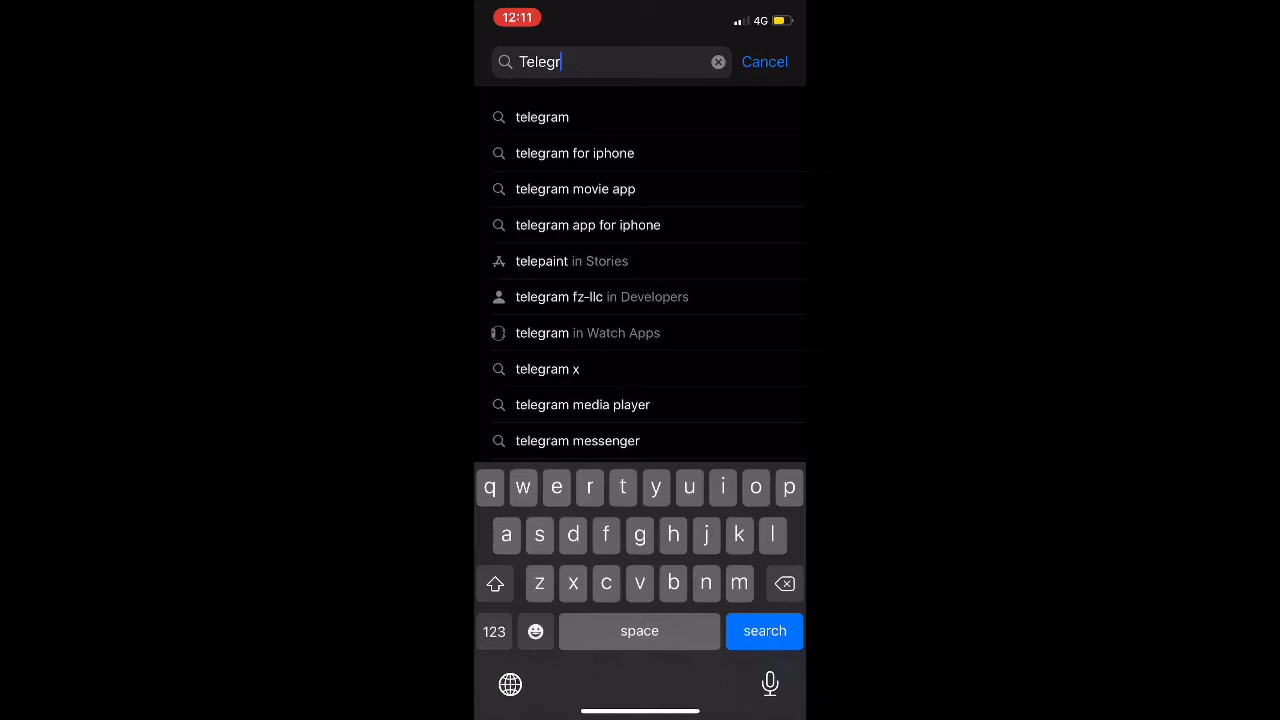 12:11
4G
Telegr
Cancel
telegram
telegram for iphone
telegram movie app
telegram app for iphone
telepaint in Stories
telegram fz-llc in Developers
telegram in Watch Apps
telegram x
telegram media player
telegram messenger
q w e r t y u i o p
a s d f g h j k l
z x c v b n m
123 space search